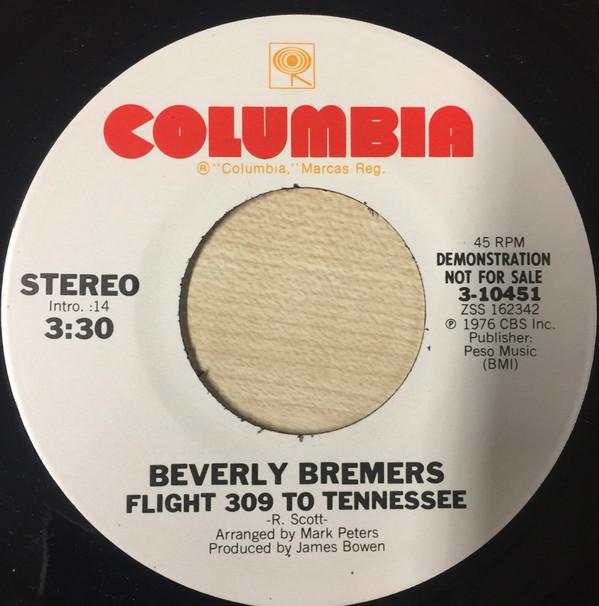 COLUMBIA
® "Columbia," Marcas Reg.
STEREO
Intro. :14
3:30
45 RPM
DEMONSTRATION
NOT FOR SALE
3-10451
ZSS 162342
℗ 1976 CBS Inc.
Publisher:
Peso Music
(BMI)
BEVERLY BREMERS
FLIGHT 309 TO TENNESSEE
-R. Scott-
Arranged by Mark Peters
Produced by James Bowen